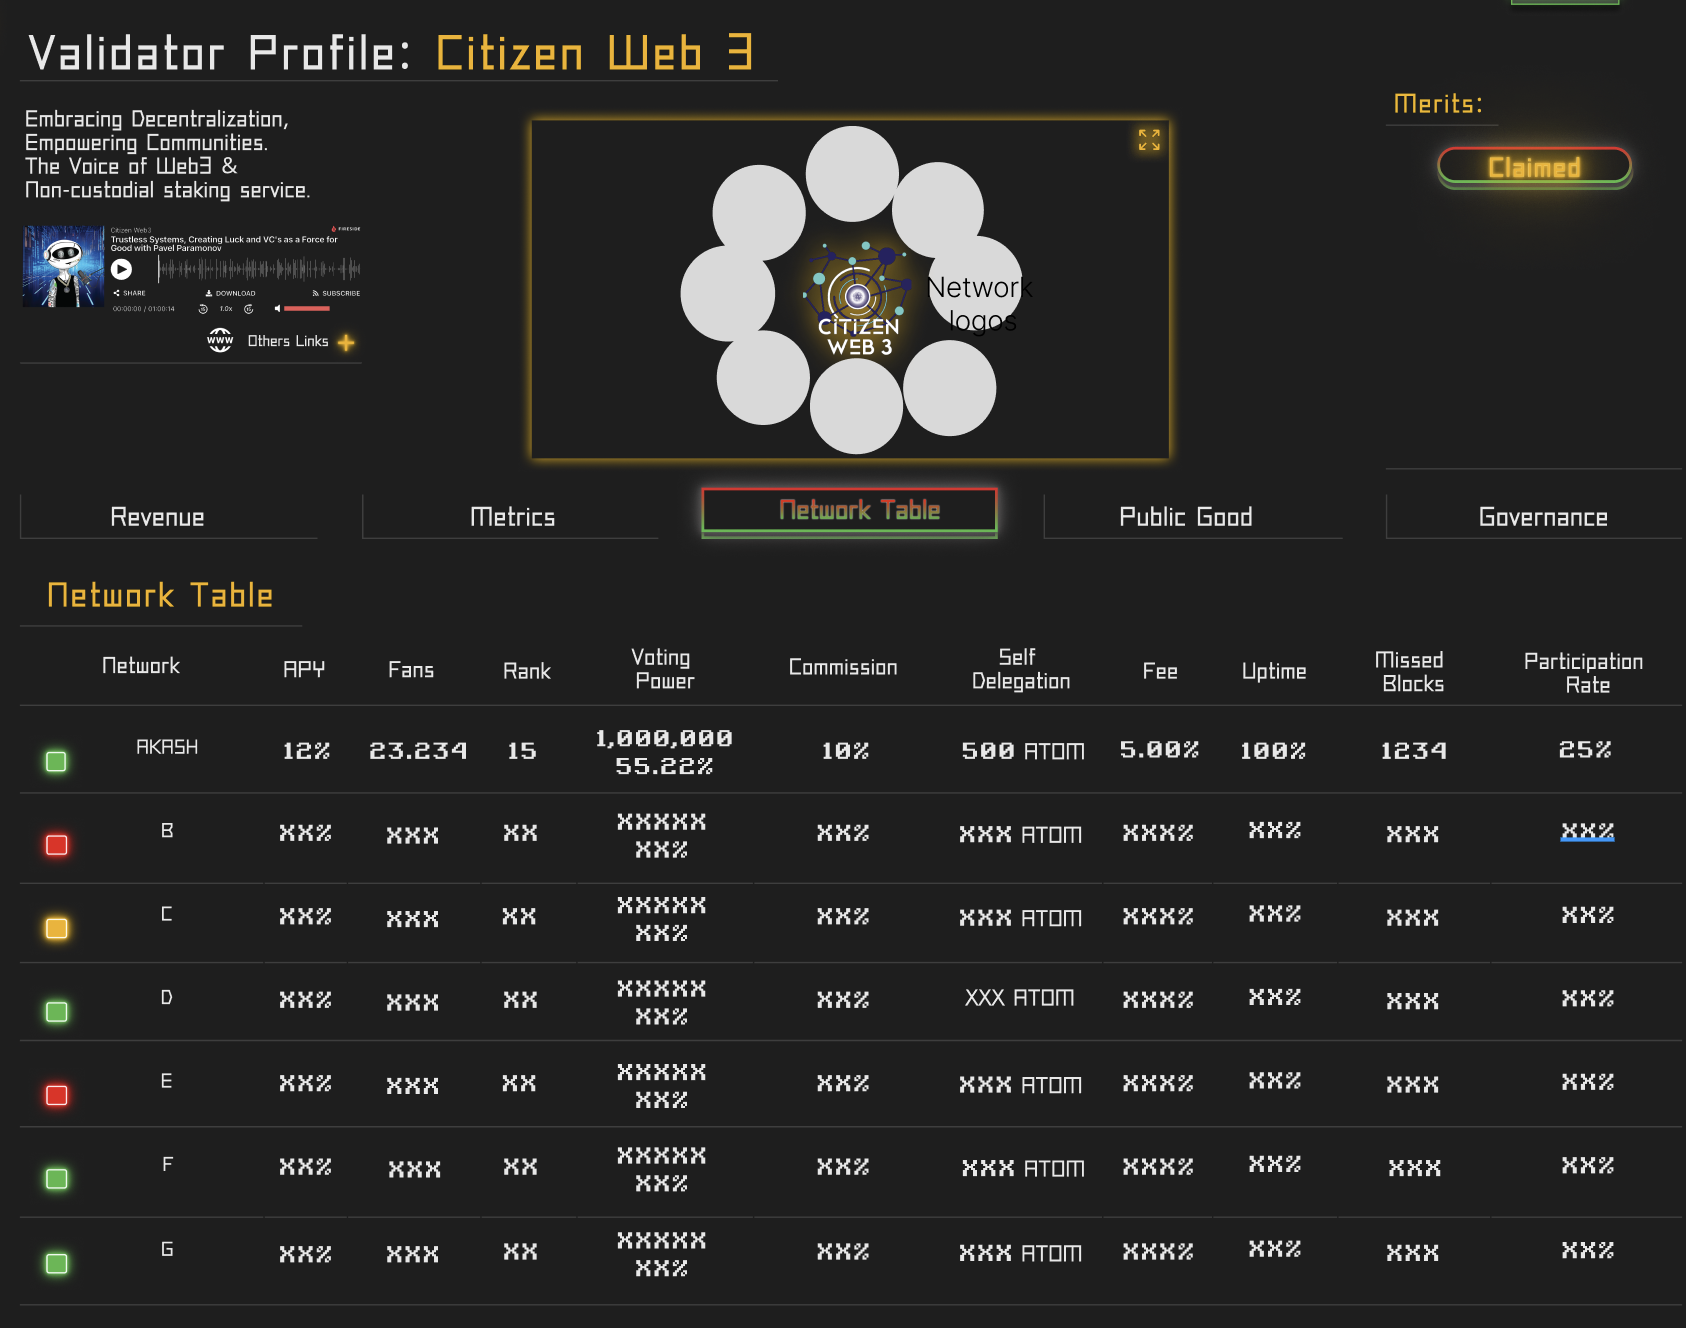 Validator Profile: Citizen Web 3
Embracing Decentralization,
Empowering Communities.
The Voice of Web3 &
Non-custodial staking service.
Citizen Web3
FIRESIDE
Trustless Systems, Creating Luck and VC's as a Force for
Good with Pavel Paramonov
SHARE DOWNLOAD SUBSCRIBE
00:00:00 / 01:00:14 1.0x
WWW Others Links
CITIZEN
WEB 3
Network
logos
Merits:
Claimed
Revenue Metrics Network Table Public Good Governance
Network Table
Network APY Fans Rank Voting Power Commission Self Delegation Fee Uptime Missed Blocks Participation Rate
AKASH 12% 23.234 15 1,000,000 55.22% 10% 500 ATOM 5.00% 100% 1234 25%
B XX% XXX XX XXXXX XX% XX% XXX ATOM XXX% XX% XXX XX%
C XX% XXX XX XXXXX XX% XX% XXX ATOM XXX% XX% XXX XX%
D XX% XXX XX XXXXX XX% XX% XXX ATOM XXX% XX% XXX XX%
E XX% XXX XX XXXXX XX% XX% XXX ATOM XXX% XX% XXX XX%
F XX% XXX XX XXXXX XX% XX% XXX ATOM XXX% XX% XXX XX%
G XX% XXX XX XXXXX XX% XX% XXX ATOM XXX% XX% XXX XX%